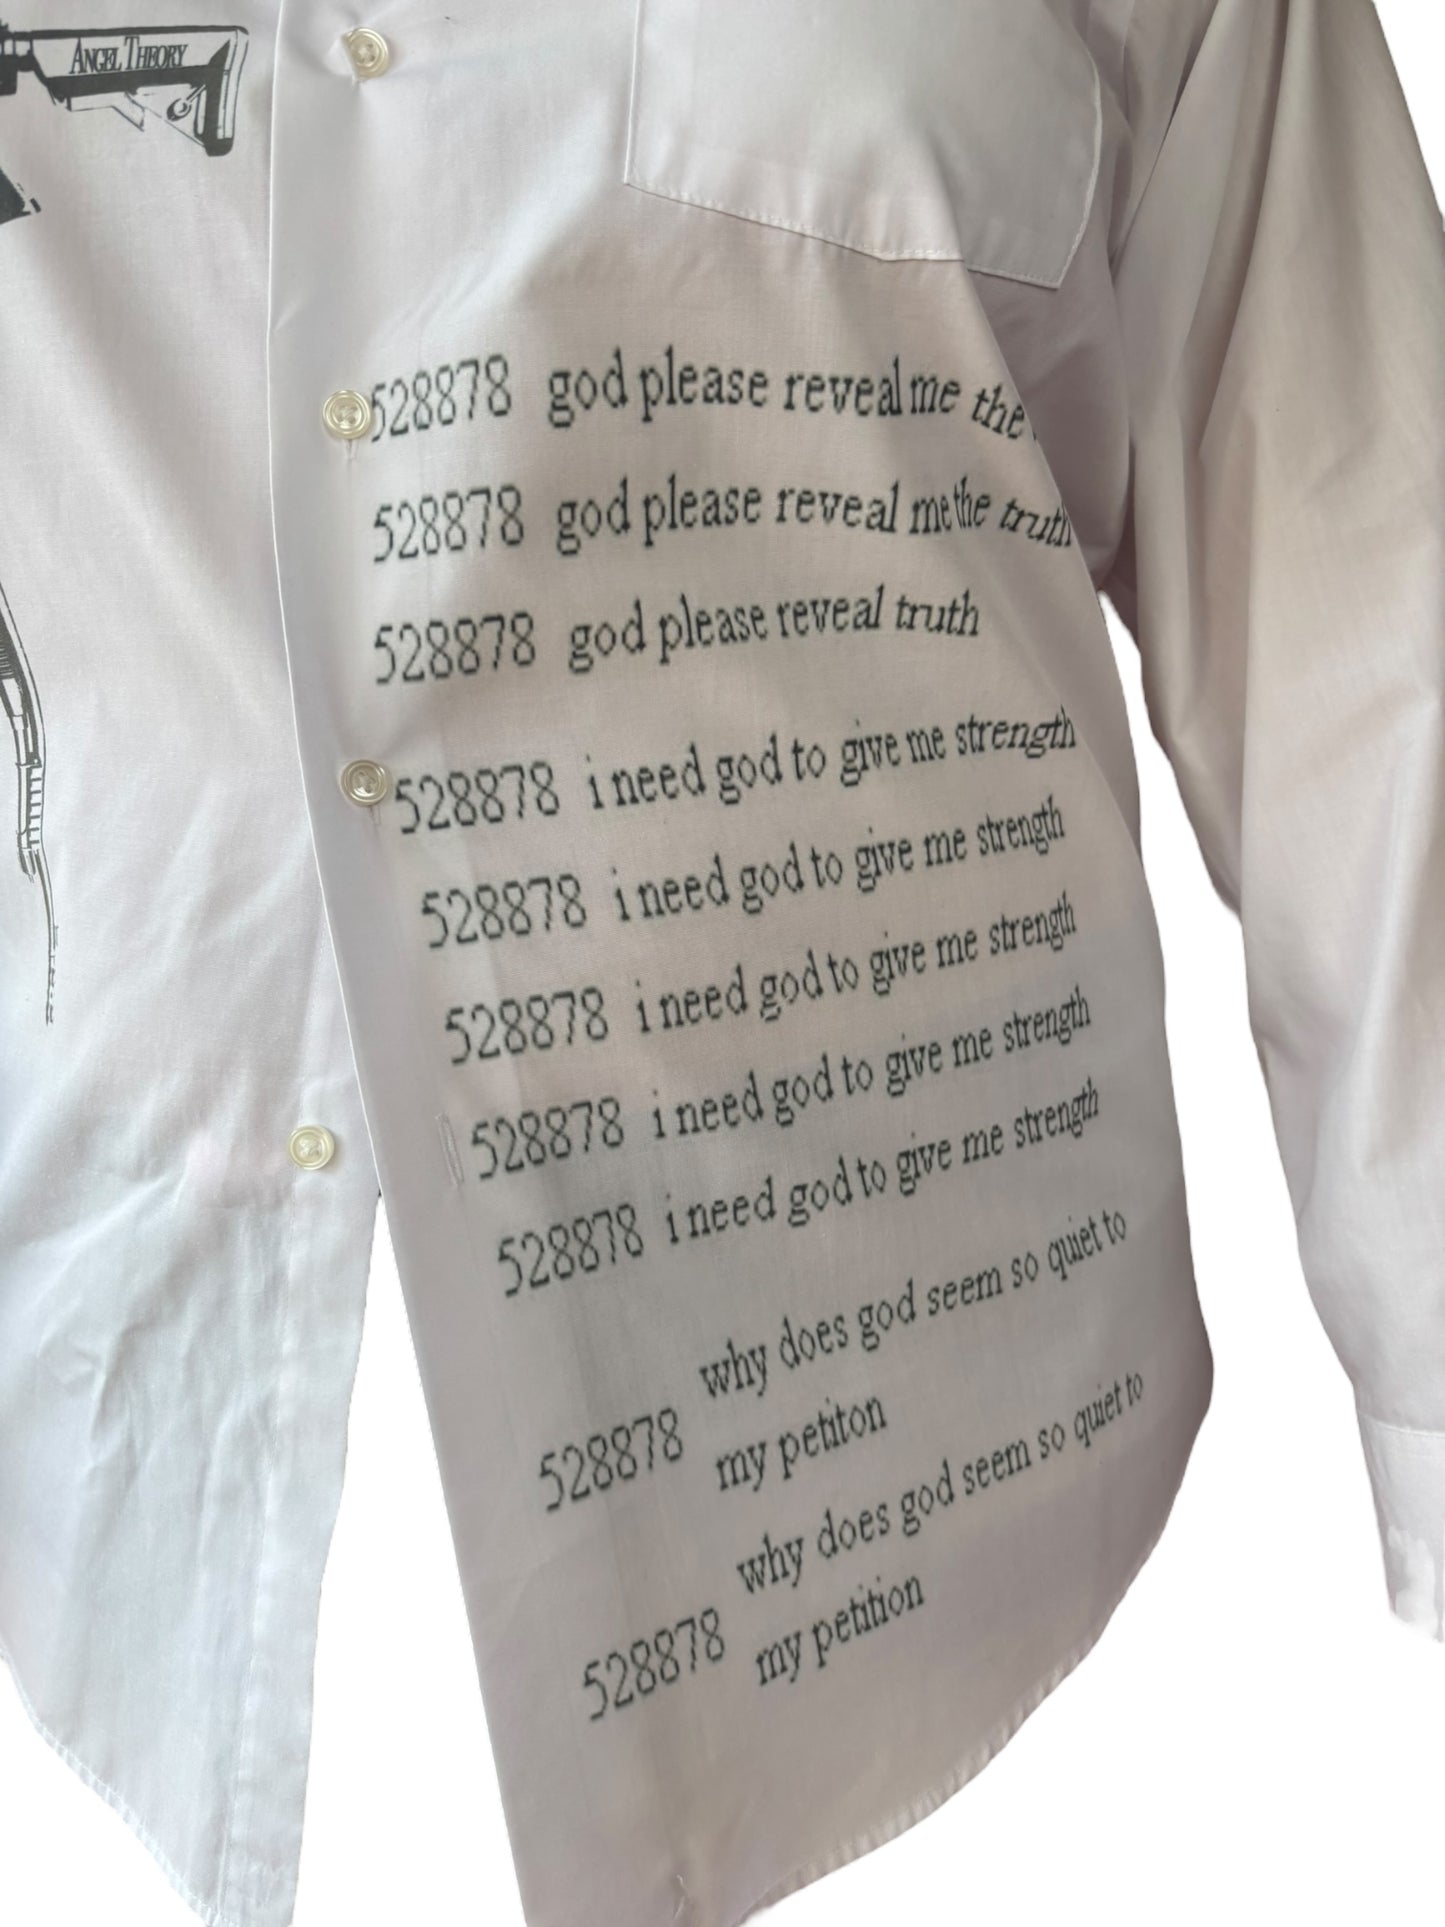 ANGEL THEORY
528878 god please reveal me the
528878 god please reveal me the truth
528878 god please reveal truth
528878 i need god to give me strength
528878 i need god to give me strength
528878 i need god to give me strength
528878 i need god to give me strength
528878 i need god to give me strength
why does god seem so quiet to
528878 my petiton
why does god seem so quiet to
528878 my petition